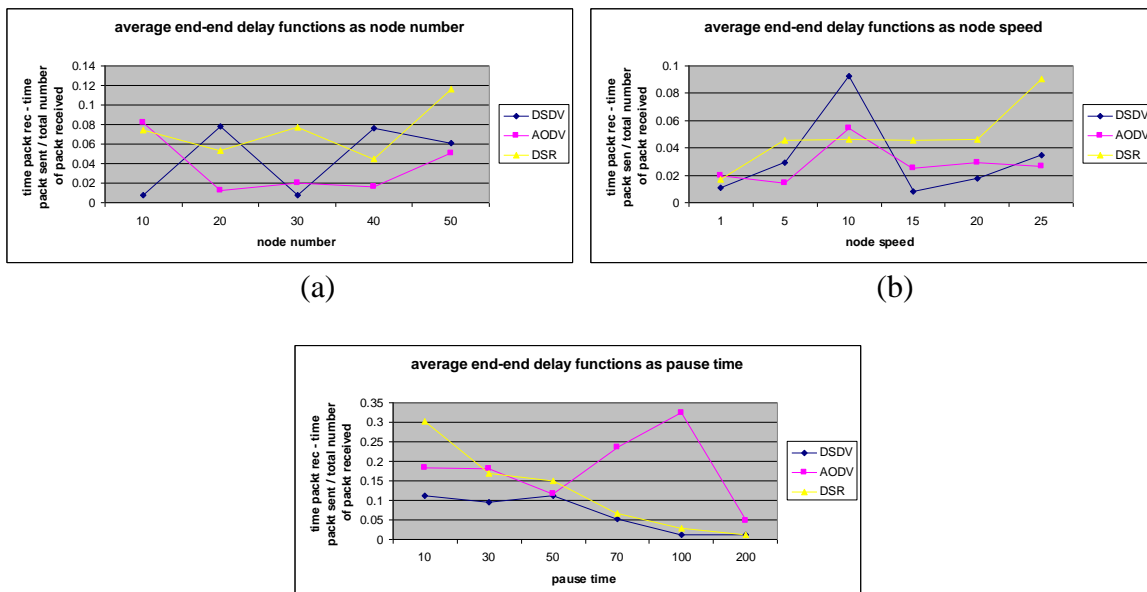 average end-end delay functions as node number
time packt rec - time
packt sent / total number
of packt received
0.14
0.12
0.1
0.08
0.06
0.04
0.02
0
10 20 30 40 50
node number
DSDV
AODV
DSR
(a)
average end-end delay functions as node speed
time packt rec - time
packt sen / total number
of packt received
0.1
0.08
0.06
0.04
0.02
0
1 5 10 15 20 25
node speed
DSDV
AODV
DSR
(b)
average end-end delay functions as pause time
time packt rec - time
packt sent / total number
of packt received
0.35
0.3
0.25
0.2
0.15
0.1
0.05
0
10 30 50 70 100 200
pause time
DSDV
AODV
DSR